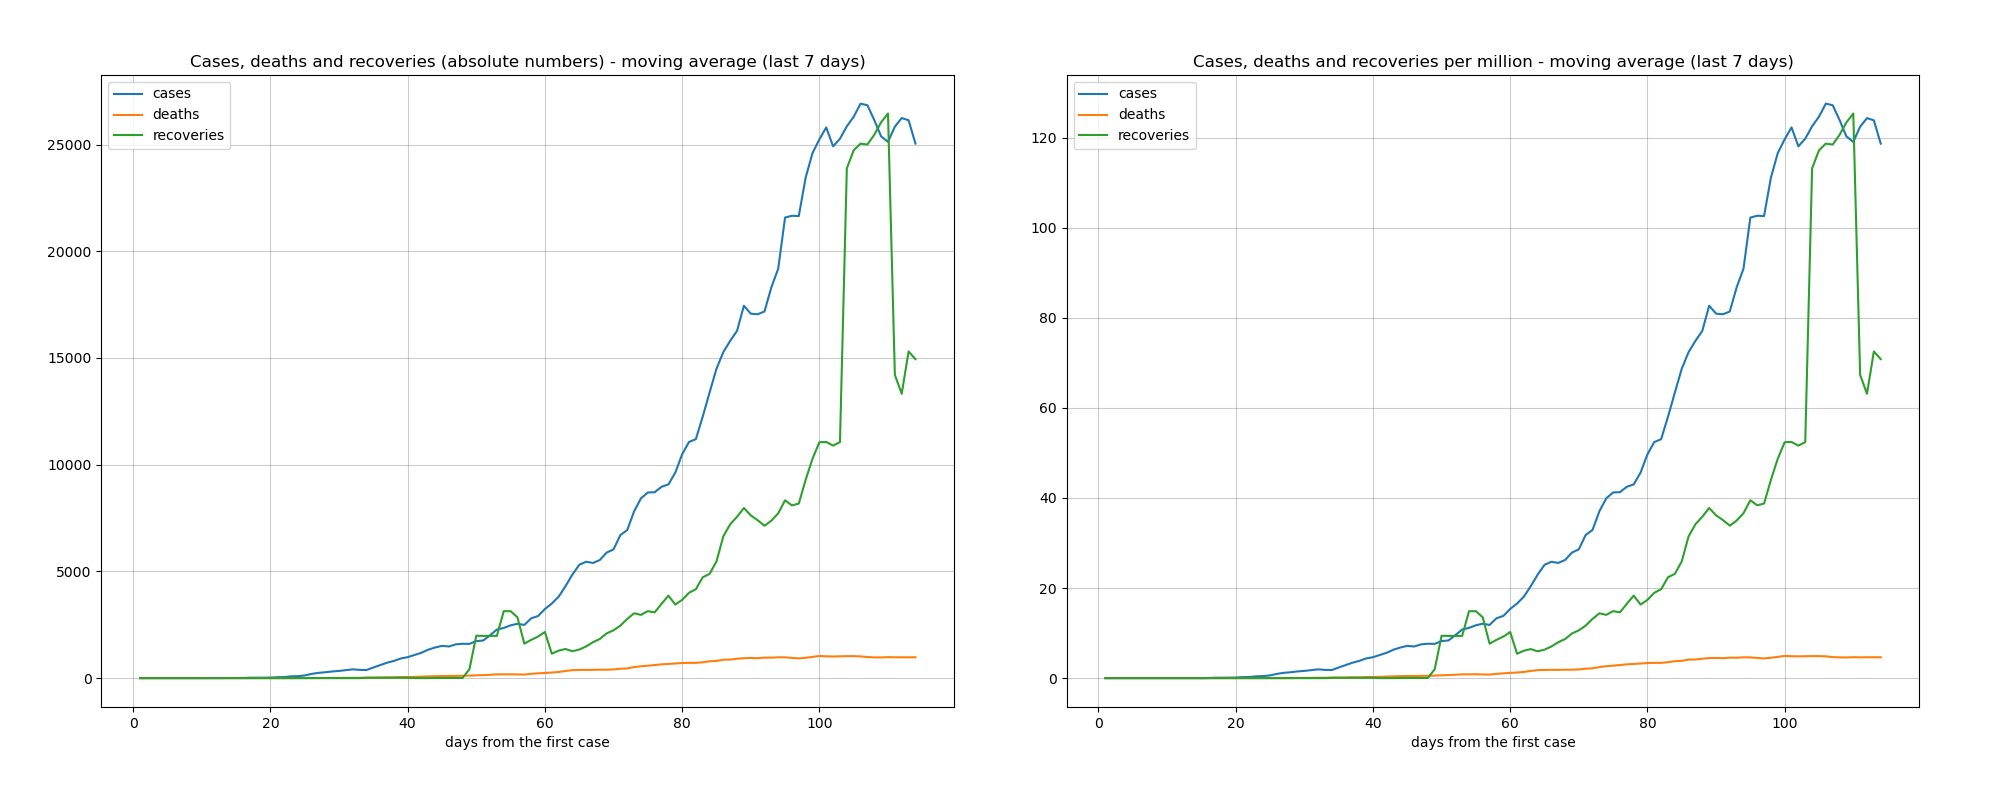 Cases, deaths and recoveries (absolute numbers) - moving average (last 7 days)
cases
deaths
recoveries
25000
20000
15000
10000
5000
0
0 20 40 60 80 100
days from the first case
Cases, deaths and recoveries per million - moving average (last 7 days)
cases
deaths
recoveries
120
100
80
60
40
20
0
0 20 40 60 80 100
days from the first case